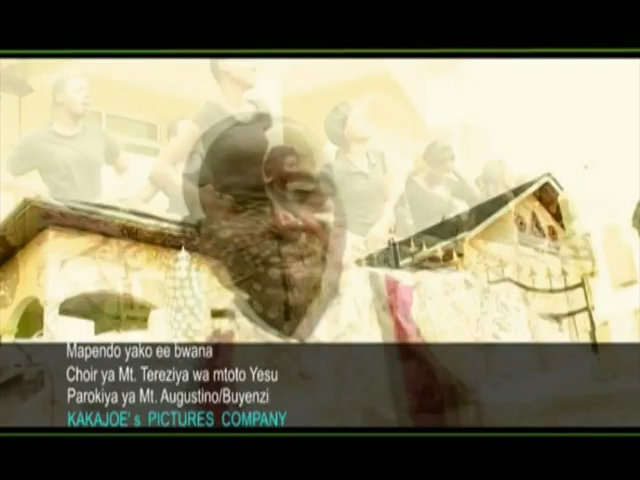 Mapendo yako ee bwana
Choir ya Mt. Tereziya wa mtoto Yesu
Parokiya ya Mt. Augustino/Buyenzi
KAKAJOE's PICTURES COMPANY